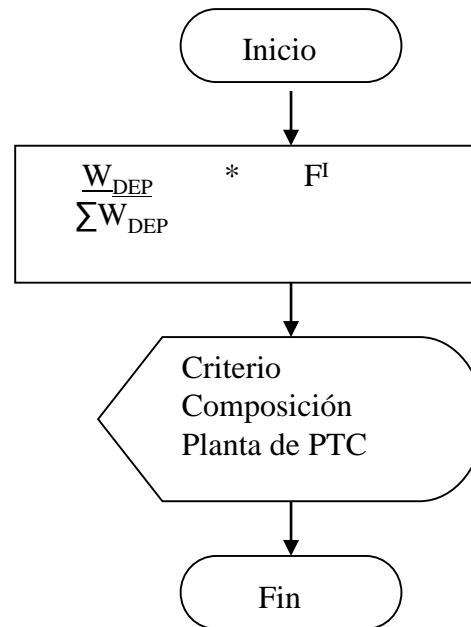 Inicio
W_DEP * F^I
∑W_DEP
Criterio
Composición
Planta de PTC
Fin